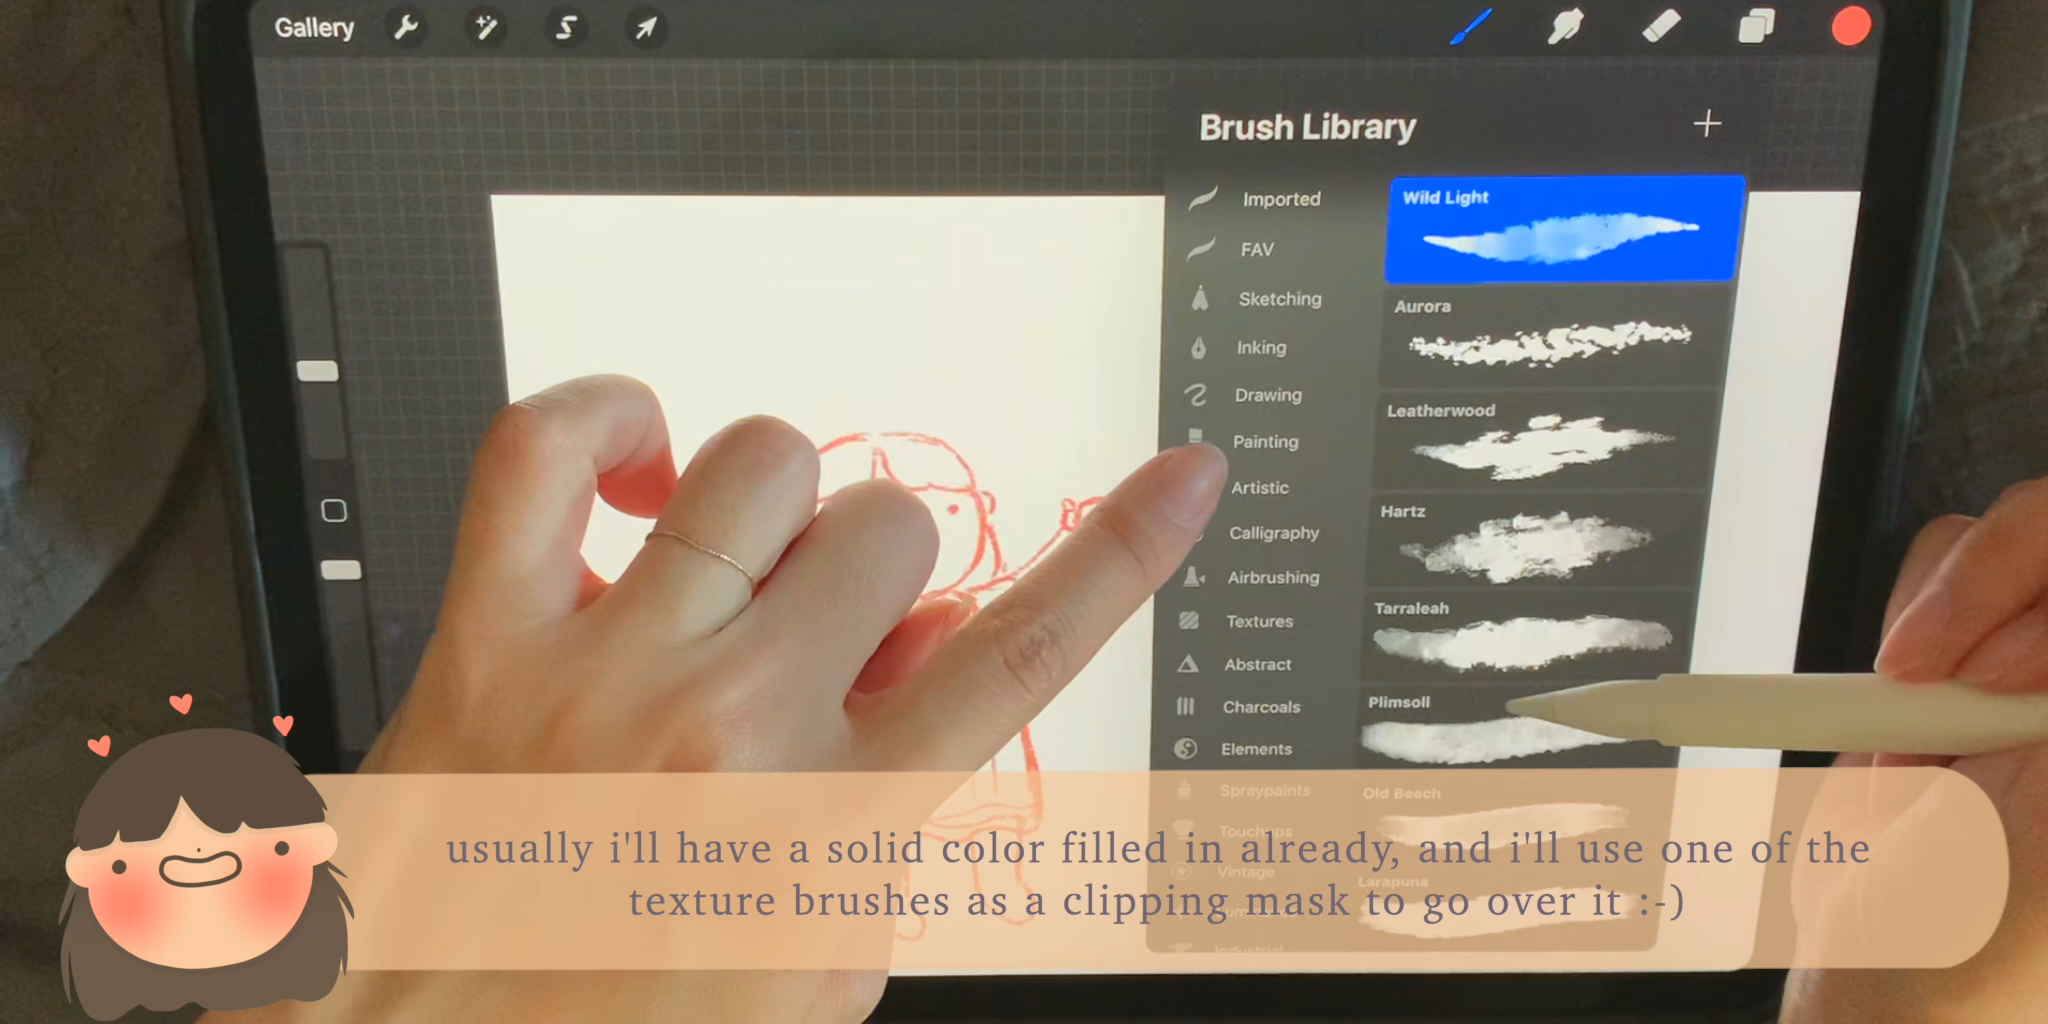 Gallery
Brush Library
Imported
FAV
Sketching
Inking
Drawing
Painting
Artistic
Calligraphy
Airbrushing
Textures
Abstract
Charcoals
Elements
Spraypaints
Touchups
Vintage
Industrial
Wild Light
Aurora
Leatherwood
Hartz
Tarraleah
Plimsoll
Old Beach
Larapuna
usually i'll have a solid color filled in already, and i'll use one of the
texture brushes as a clipping mask to go over it :-)